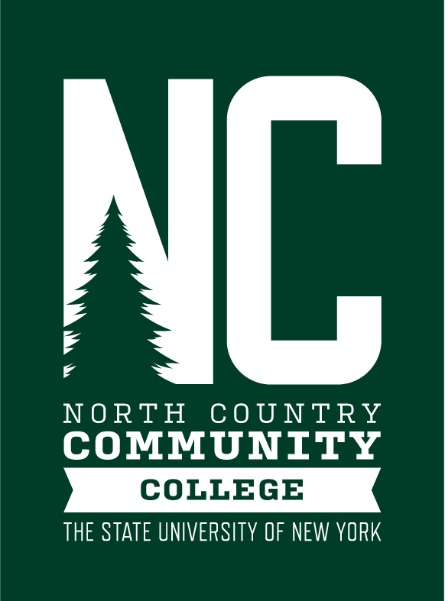 NC
NORTH COUNTRY
COMMUNITY
COLLEGE
THE STATE UNIVERSITY OF NEW YORK